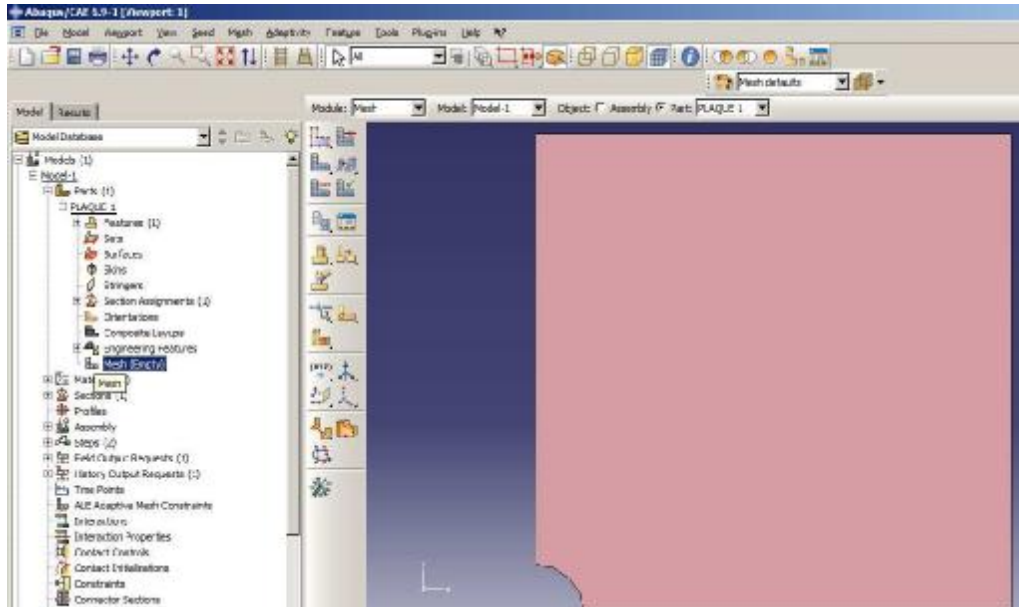 Abaqus/CAE 6.9-1 [Viewport: 1]
File Model Viewport View Seed Mesh Adaptivity Feature Tools Plug-ins Help
All
Mesh defaults
Model Results
Module: Mesh Model: Model-1 Object: Assembly Part: PLAQUE 1
Model Database
Models (1)
Model-1
Parts (1)
PLAQUE 1
Features (1)
Sets
Surfaces
Skins
Stringers
Section Assignments (1)
Orientations
Composite Layups
Engineering Features
Mesh (Empty)
Mesh
Sections (1)
Profiles
Assembly
Steps (2)
Field Output Requests (1)
History Output Requests (1)
Time Points
ALE Adaptive Mesh Constraints
Interactions
Interaction Properties
Contact Controls
Contact Initializations
Constraints
Connector Sections